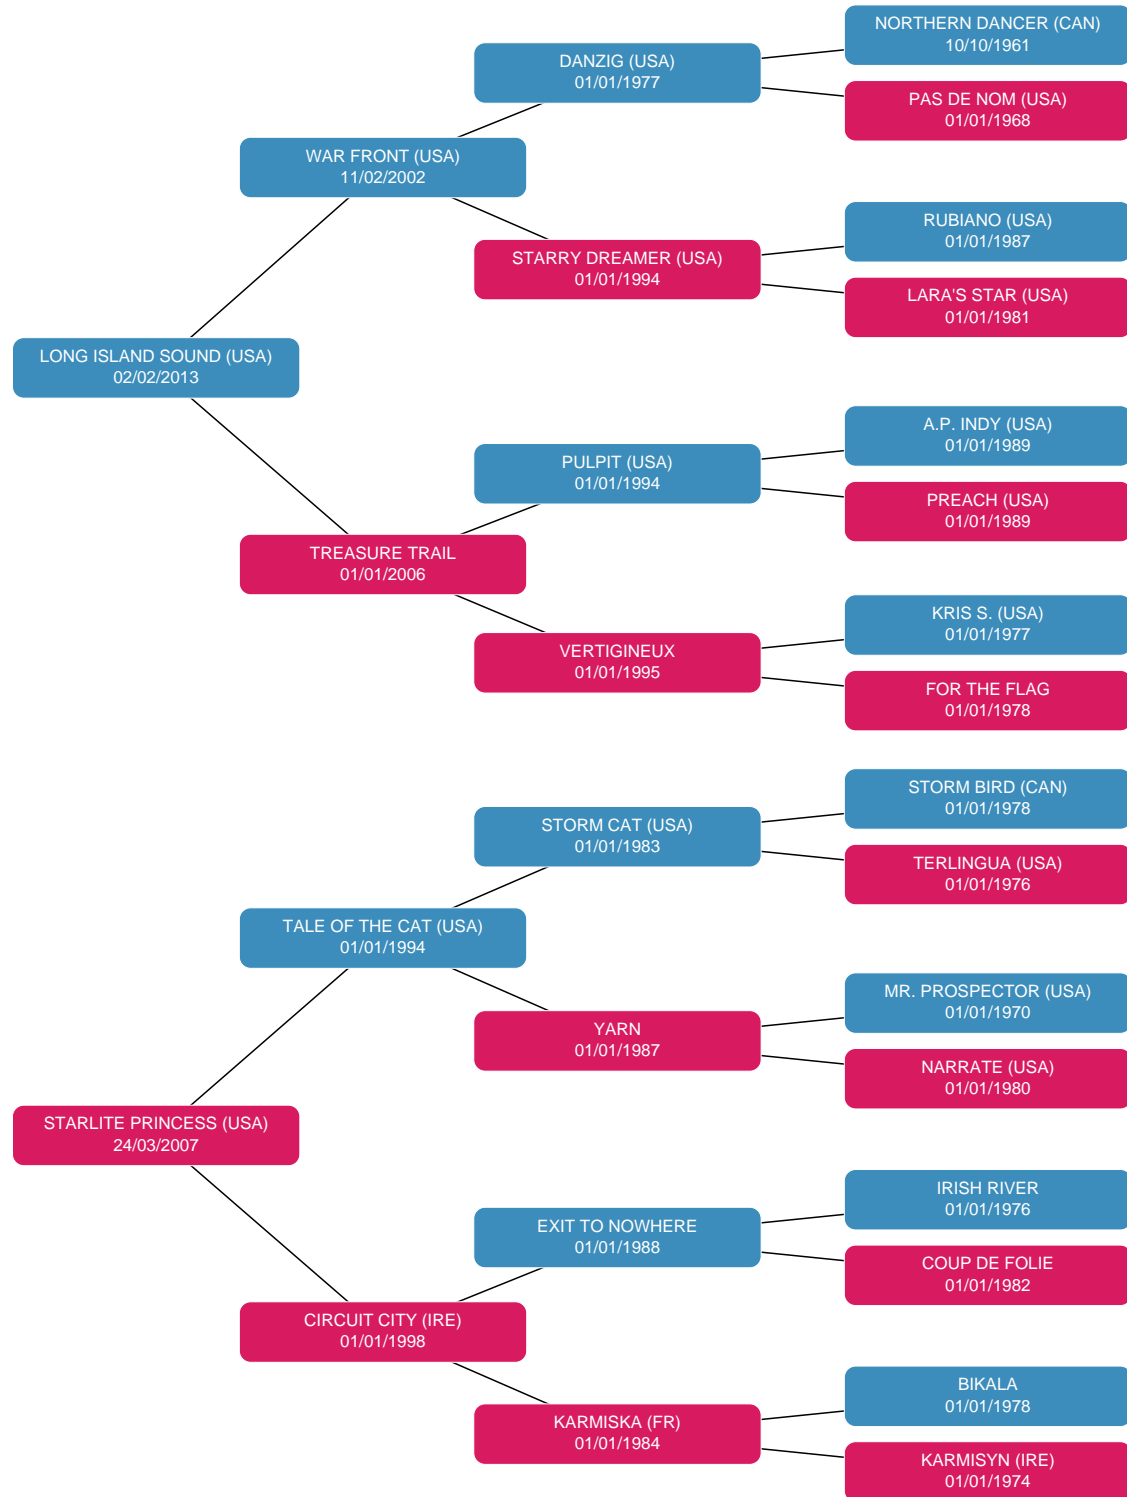 NORTHERN DANCER (CAN)
10/10/1961
DANZIG (USA)
01/01/1977
PAS DE NOM (USA)
01/01/1968
WAR FRONT (USA)
11/02/2002
RUBIANO (USA)
01/01/1987
STARRY DREAMER (USA)
01/01/1994
LARA'S STAR (USA)
01/01/1981
LONG ISLAND SOUND (USA)
02/02/2013
A.P. INDY (USA)
01/01/1989
PULPIT (USA)
01/01/1994
PREACH (USA)
01/01/1989
TREASURE TRAIL
01/01/2006
KRIS S. (USA)
01/01/1977
VERTIGINEUX
01/01/1995
FOR THE FLAG
01/01/1978
STORM BIRD (CAN)
01/01/1978
STORM CAT (USA)
01/01/1983
TERLINGUA (USA)
01/01/1976
TALE OF THE CAT (USA)
01/01/1994
MR. PROSPECTOR (USA)
01/01/1970
YARN
01/01/1987
NARRATE (USA)
01/01/1980
STARLITE PRINCESS (USA)
24/03/2007
IRISH RIVER
01/01/1976
EXIT TO NOWHERE
01/01/1988
COUP DE FOLIE
01/01/1982
CIRCUIT CITY (IRE)
01/01/1998
BIKALA
01/01/1978
KARMISKA (FR)
01/01/1984
KARMISYN (IRE)
01/01/1974